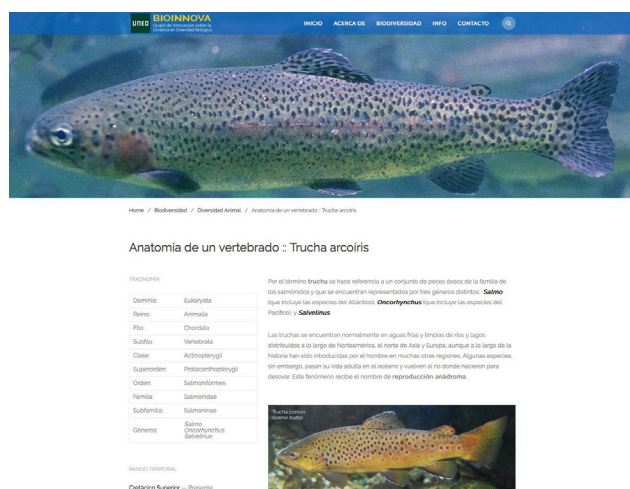 UNED BIOINNOVA
Grupo de Innovación sobre la
Docencia en Diversidad Biológica
INICIO ACERCA DE BIODIVERSIDAD INFO CONTACTO
Home / Biodiversidad / Diversidad Animal / Anatomía de un vertebrado :: Trucha arcoíris
Anatomía de un vertebrado :: Trucha arcoíris
TAXONOMÍA
Dominio: Eukaryota
Reino: Animalia
Filo: Chordata
Subfilo: Vertebrata
Clase: Actinopterygii
Superorden: Protacanthopterygii
Orden: Salmoniformes
Familia: Salmonidae
Subfamilia: Salmoninae
Géneros: Salmo
Oncorhynchus
Salvelinus
RANGO TEMPORAL
Cretácico Superior — Presente
Por el término trucha se hace referencia a un conjunto de peces óseos de la familia de
los salmónidos y que se encuentran representados por tres géneros distintos: Salmo
(que incluye las especies del Atlántico), Oncorhynchus (que incluye las especies del
Pacífico), y Salvelinus.
Las truchas se encuentran normalmente en aguas frías y limpias de ríos y lagos
distribuidos a lo largo de Norteamérica, el norte de Asia y Europa, aunque a lo largo de la
historia han sido introducidas por el hombre en muchas otras regiones. Algunas especies,
sin embargo, pasan su vida adulta en el océano y vuelven al río donde nacieron para
desovar. Este fenómeno recibe el nombre de reproducción anádroma.
Trucha común
(Salmo trutta)